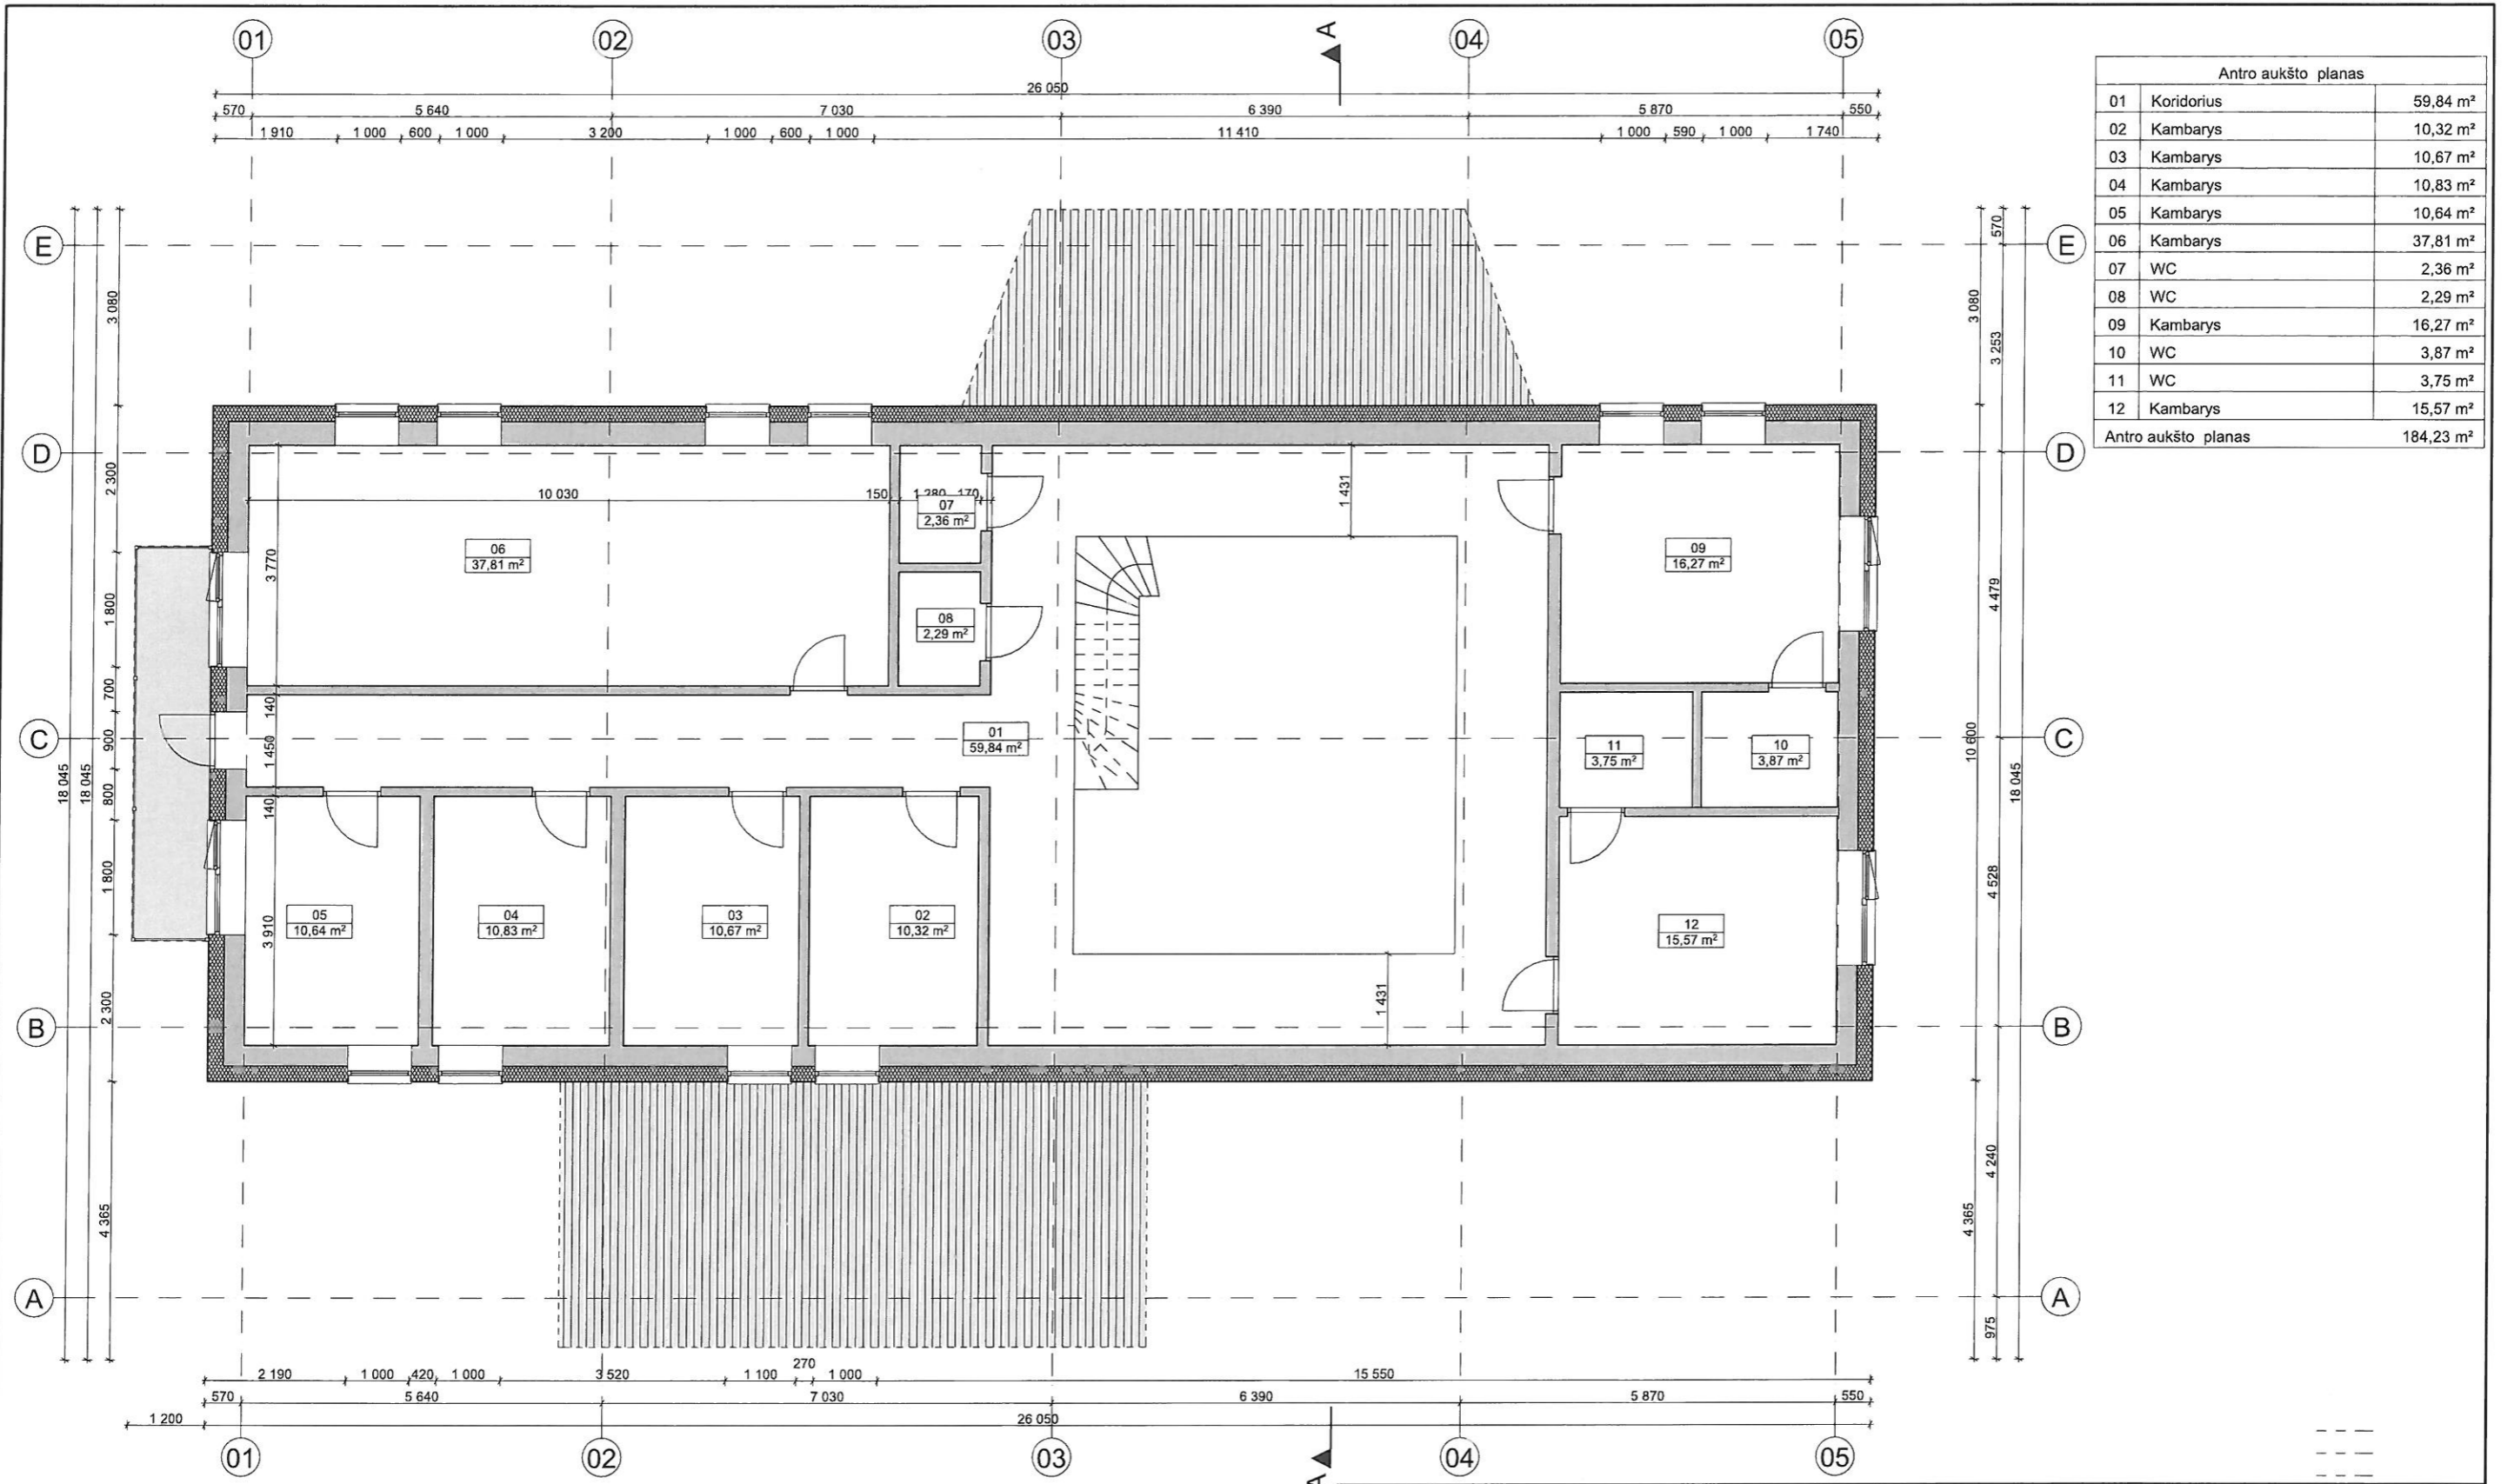 01 02 03 A 04 05
26 050
570 5 640 7 030 6 390 5 870 550
1 910 1 000 600 1 000 3 200 1 000 600 1 000 11 410 1 000 590 1 000 1 740
Antro aukšto planas
01 Koridorius 59,84 m²
02 Kambarys 10,32 m²
03 Kambarys 10,67 m²
04 Kambarys 10,83 m²
05 Kambarys 10,64 m²
06 Kambarys 37,81 m²
07 WC 2,36 m²
08 WC 2,29 m²
09 Kambarys 16,27 m²
10 WC 3,87 m²
11 WC 3,75 m²
12 Kambarys 15,57 m²
Antro aukšto planas 184,23 m²
E
D
C
B
A
18 045
18 045
3 080
2 300
1 800
700
900
800
1 800
2 300
4 365
10 030 150 1 280 170
3 770
140
1 450
140
3 910
1 431
1 431
06
37,81 m²
07
2,36 m²
08
2,29 m²
09
16,27 m²
01
59,84 m²
11
3,75 m²
10
3,87 m²
05
10,64 m²
04
10,83 m²
03
10,67 m²
02
10,32 m²
12
15,57 m²
3 080
10 600
4 365
570
3 253
4 479
4 528
4 240
975
18 045
E
D
C
B
A
270
2 190 1 000 420 1 000 3 520 1 100 1 000 15 550
570 5 640 7 030 6 390 5 870 550
1 200 26 050
01 02 03 A 04 05